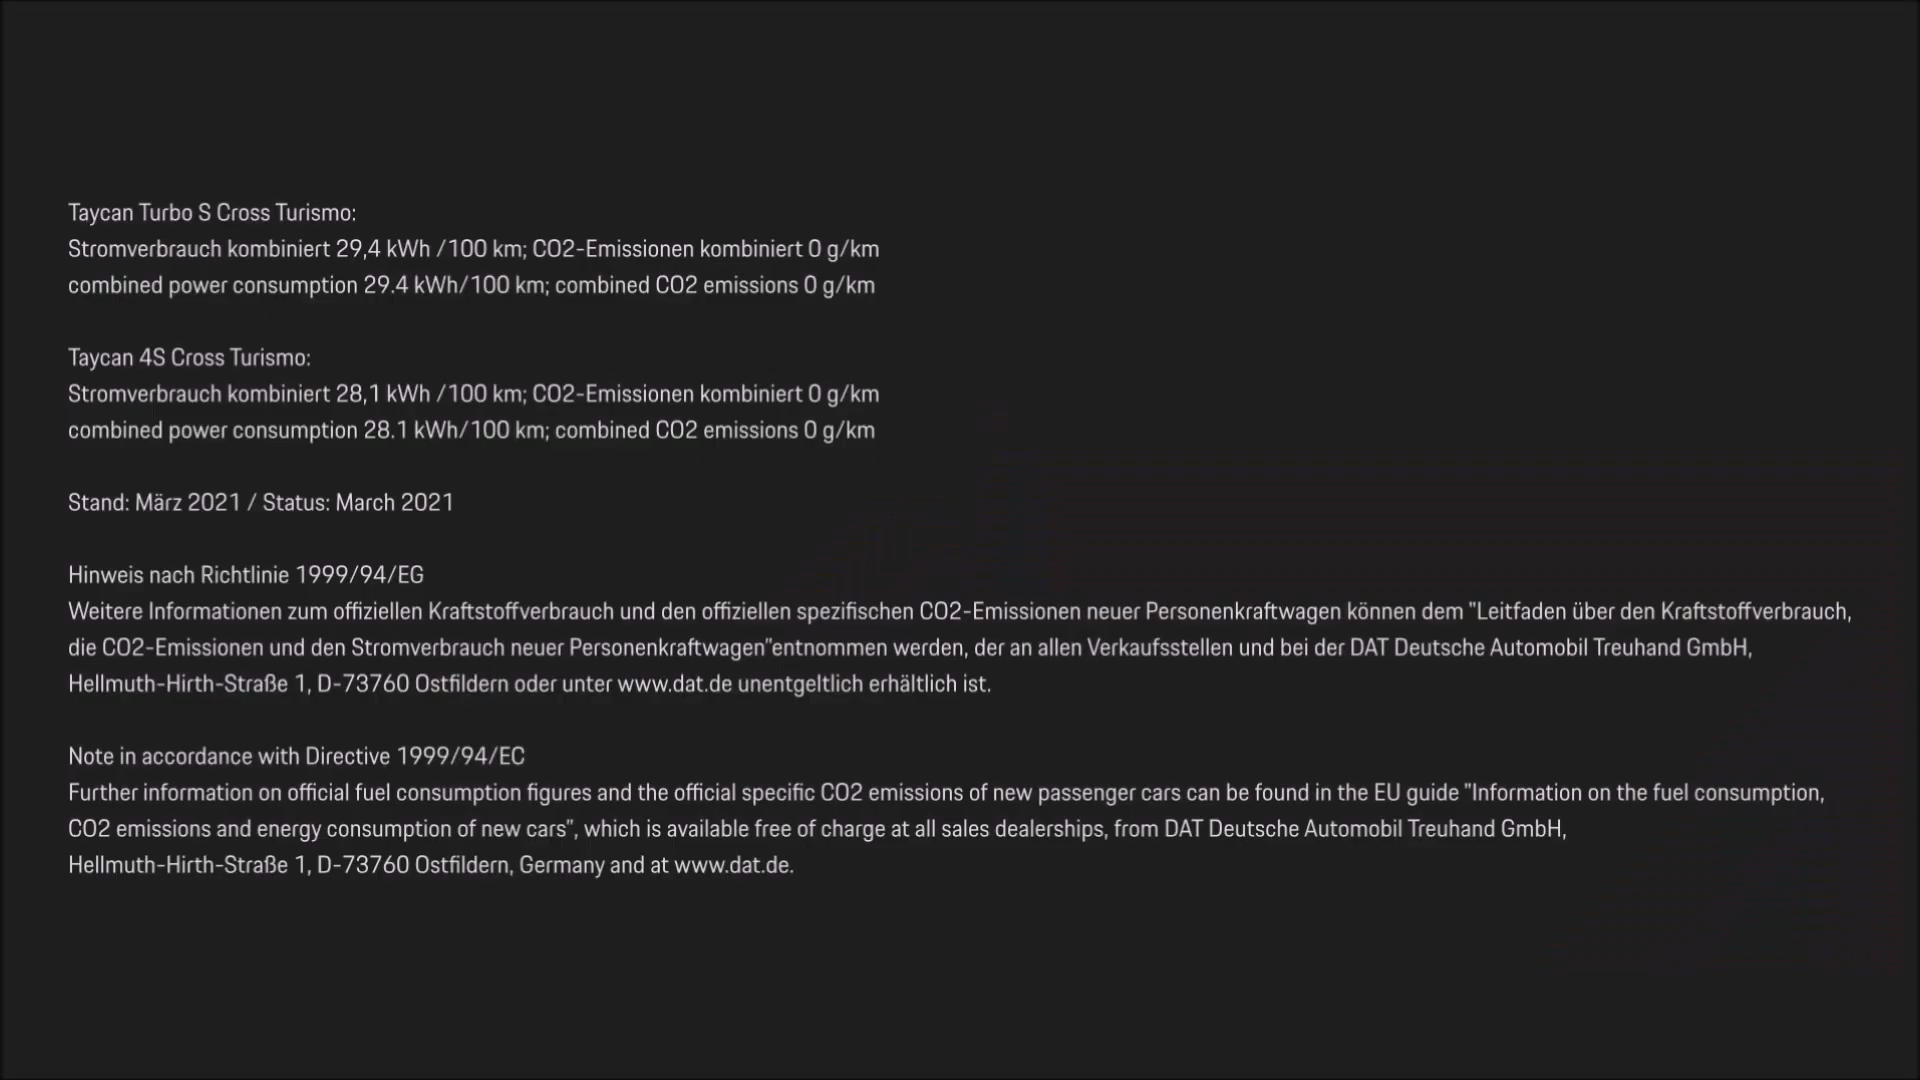 Taycan Turbo S Cross Turismo:
Stromverbrauch kombiniert 29,4 kWh /100 km; CO2-Emissionen kombiniert 0 g/km
combined power consumption 29.4 kWh/100 km; combined CO2 emissions 0 g/km
Taycan 4S Cross Turismo:
Stromverbrauch kombiniert 28,1 kWh /100 km; CO2-Emissionen kombiniert 0 g/km
combined power consumption 28.1 kWh/100 km; combined CO2 emissions 0 g/km
Stand: März 2021 / Status: March 2021
Hinweis nach Richtlinie 1999/94/EG
Weitere Informationen zum offiziellen Kraftstoffverbrauch und den offiziellen spezifischen CO2-Emissionen neuer Personenkraftwagen können dem "Leitfaden über den Kraftstoffverbrauch,
die CO2-Emissionen und den Stromverbrauch neuer Personenkraftwagen"entnommen werden, der an allen Verkaufsstellen und bei der DAT Deutsche Automobil Treuhand GmbH,
Hellmuth-Hirth-Straße 1, D-73760 Ostfildern oder unter www.dat.de unentgeltlich erhältlich ist.
Note in accordance with Directive 1999/94/EC
Further information on official fuel consumption figures and the official specific CO2 emissions of new passenger cars can be found in the EU guide "Information on the fuel consumption,
CO2 emissions and energy consumption of new cars", which is available free of charge at all sales dealerships, from DAT Deutsche Automobil Treuhand GmbH,
Hellmuth-Hirth-Straße 1, D-73760 Ostfildern, Germany and at www.dat.de.